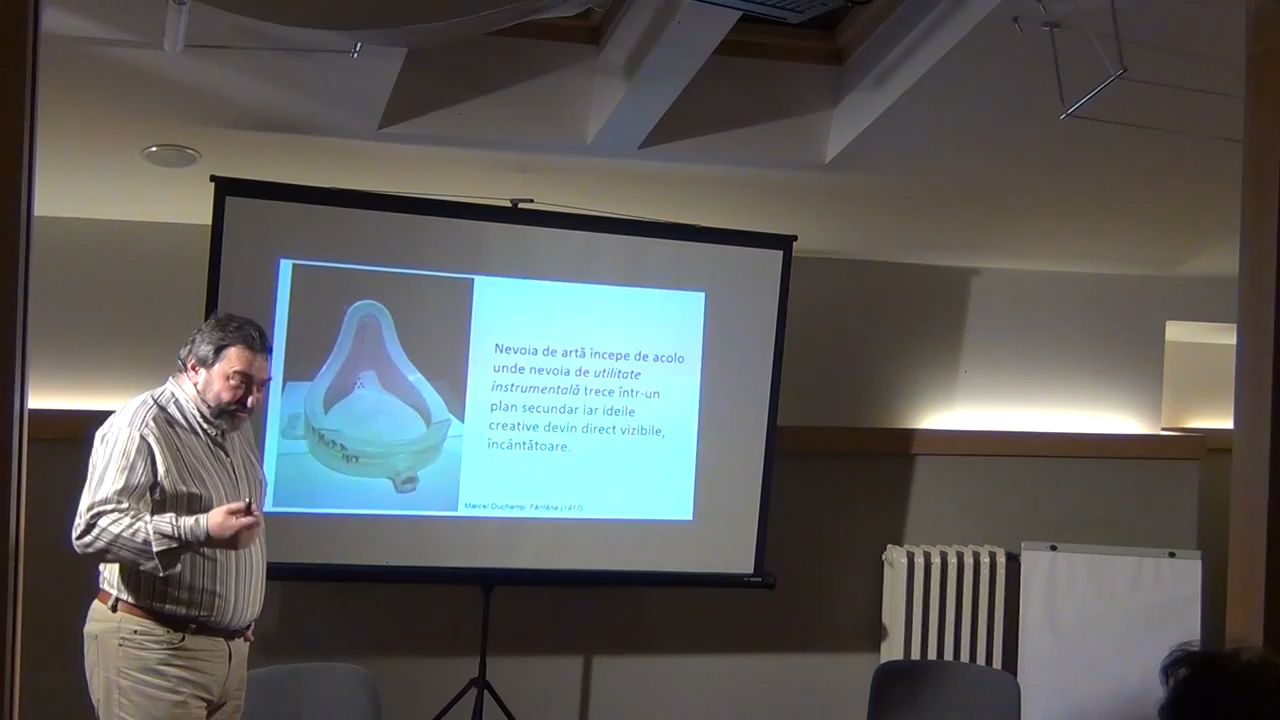 Nevoia de artă începe de acolo
unde nevoia de utilitate
instrumentală trece într-un
plan secundar iar ideile
creative devin direct vizibile,
încântătoare.
Marcel Duchamp, Fântâna (1917)